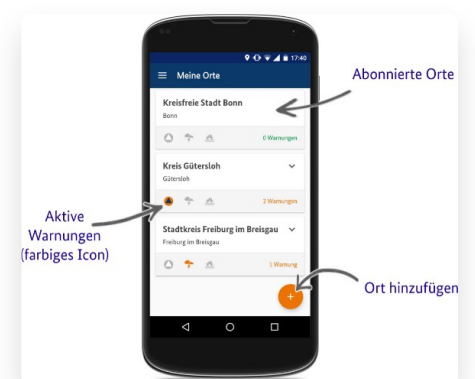 17:40
Meine Orte
Abonnierte Orte
Kreisfreie Stadt Bonn
Bonn
0 Warnungen
Kreis Gütersloh
Gütersloh
2 Warnungen
Aktive
Warnungen
(farbiges Icon)
Stadtkreis Freiburg im Breisgau
Freiburg im Breisgau
1 Warnung
Ort hinzufügen